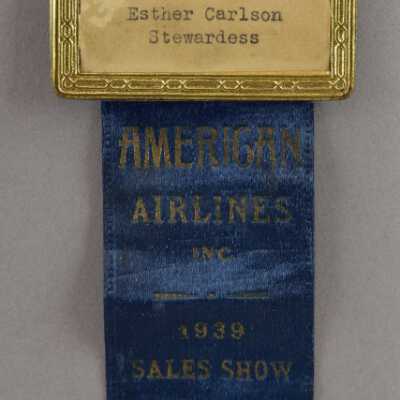 Esther Carlson
Stewardess
AMERICAN
AIRLINES
INC
1939
SALES SHOW